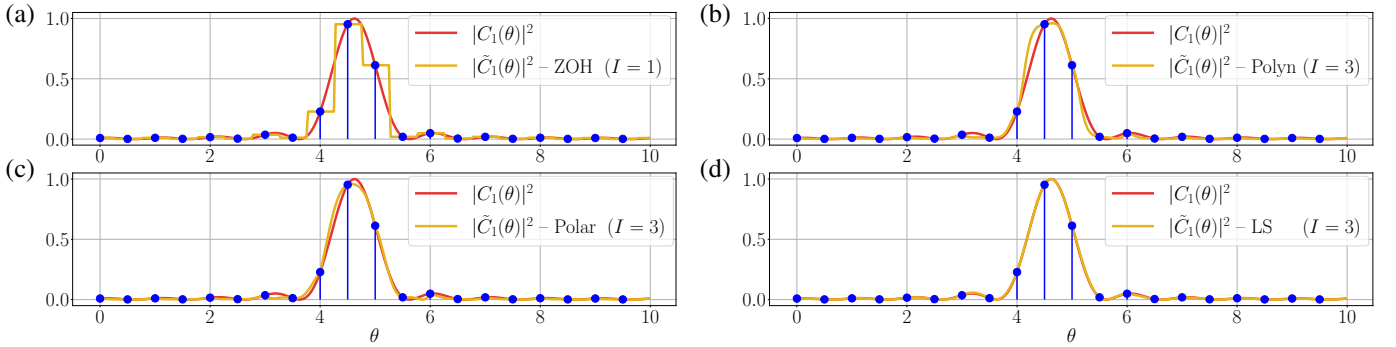 (a)
1.0
0.5
0.0
|C₁(θ)|²
|C̃₁(θ)|² – ZOH (I = 1)
0 2 4 6 8 10
(b)
1.0
0.5
0.0
|C₁(θ)|²
|C̃₁(θ)|² – Polyn (I = 3)
0 2 4 6 8 10
(c)
1.0
0.5
0.0
|C₁(θ)|²
|C̃₁(θ)|² – Polar (I = 3)
0 2 4 6 8 10
θ
(d)
1.0
0.5
0.0
|C₁(θ)|²
|C̃₁(θ)|² – LS (I = 3)
0 2 4 6 8 10
θ